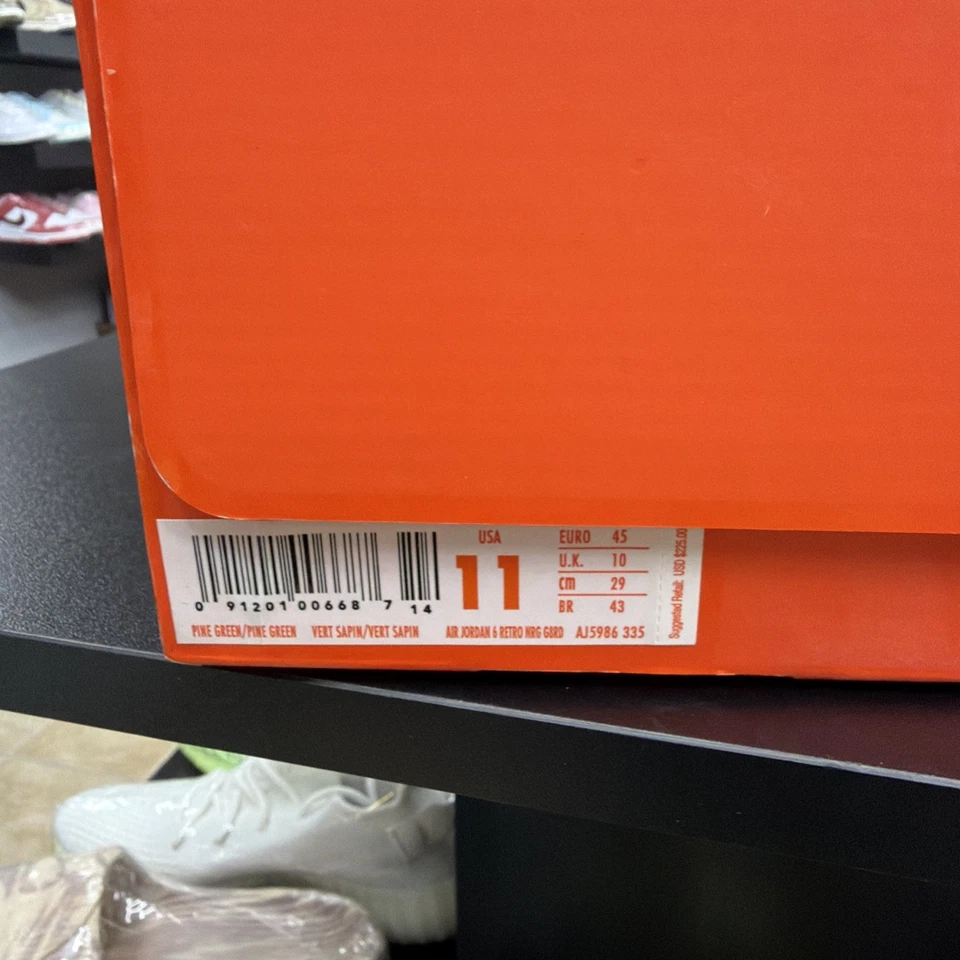 USA
11
EURO 45
U.K. 10
cm 29
BR 43
Suggested Retail: USD $225.00
0 91201 00668 7 14
PINE GREEN/PINE GREEN VERT SAPIN/VERT SAPIN AIR JORDAN 6 RETRO NRG G8RD AJ5986 335